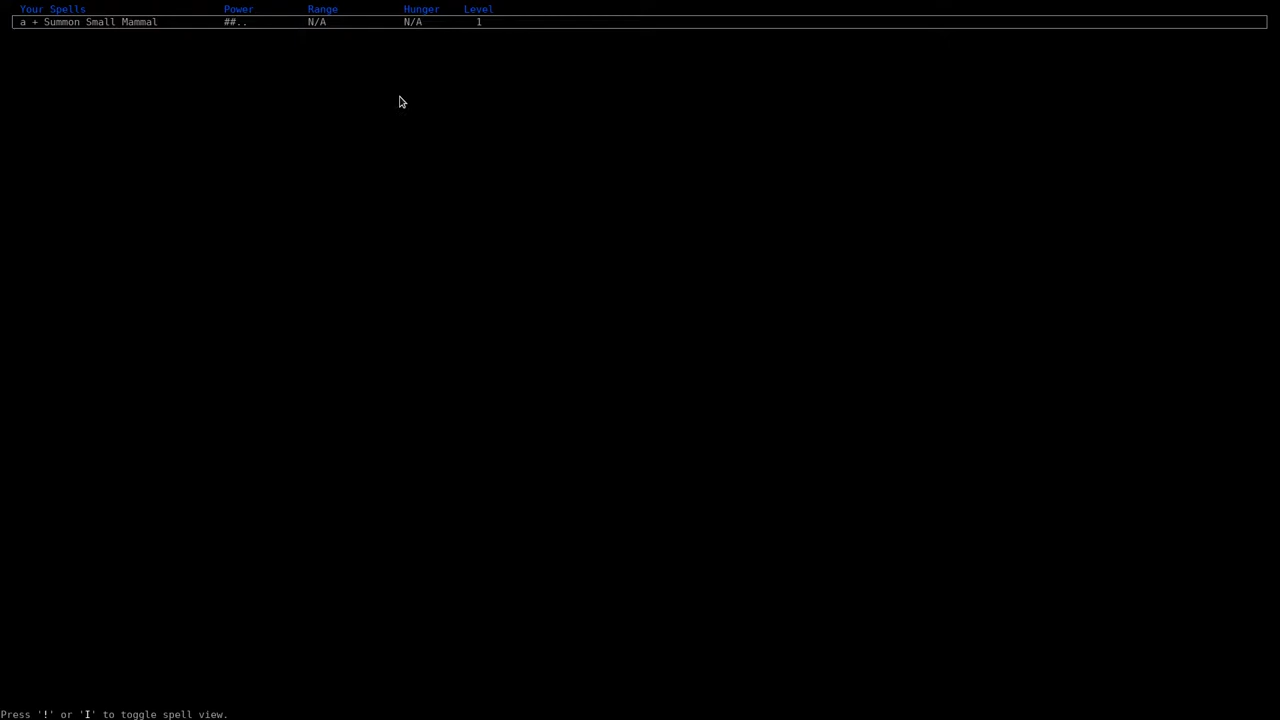 Your Spells Power Range Hunger Level
a + Summon Small Mammal ##.. N/A N/A 1
Press '!' or 'I' to toggle spell view.